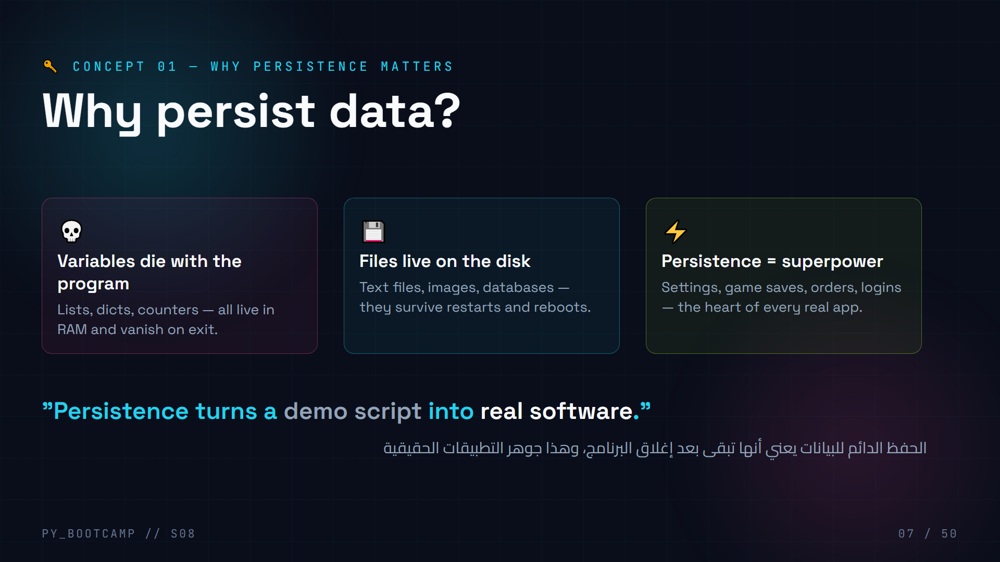 CONCEPT 01 — WHY PERSISTENCE MATTERS
Why persist data?
Variables die with the
program
Lists, dicts, counters — all live in
RAM and vanish on exit.
Files live on the disk
Text files, images, databases —
they survive restarts and reboots.
Persistence = superpower
Settings, game saves, orders, logins
— the heart of every real app.
”Persistence turns a demo script into real software.”
الحفظ الدائم للبيانات يعني أنها تبقى بعد إغلاق البرنامج، وهذا جوهر التطبيقات الحقيقية
PY_BOOTCAMP // S08
07 / 50